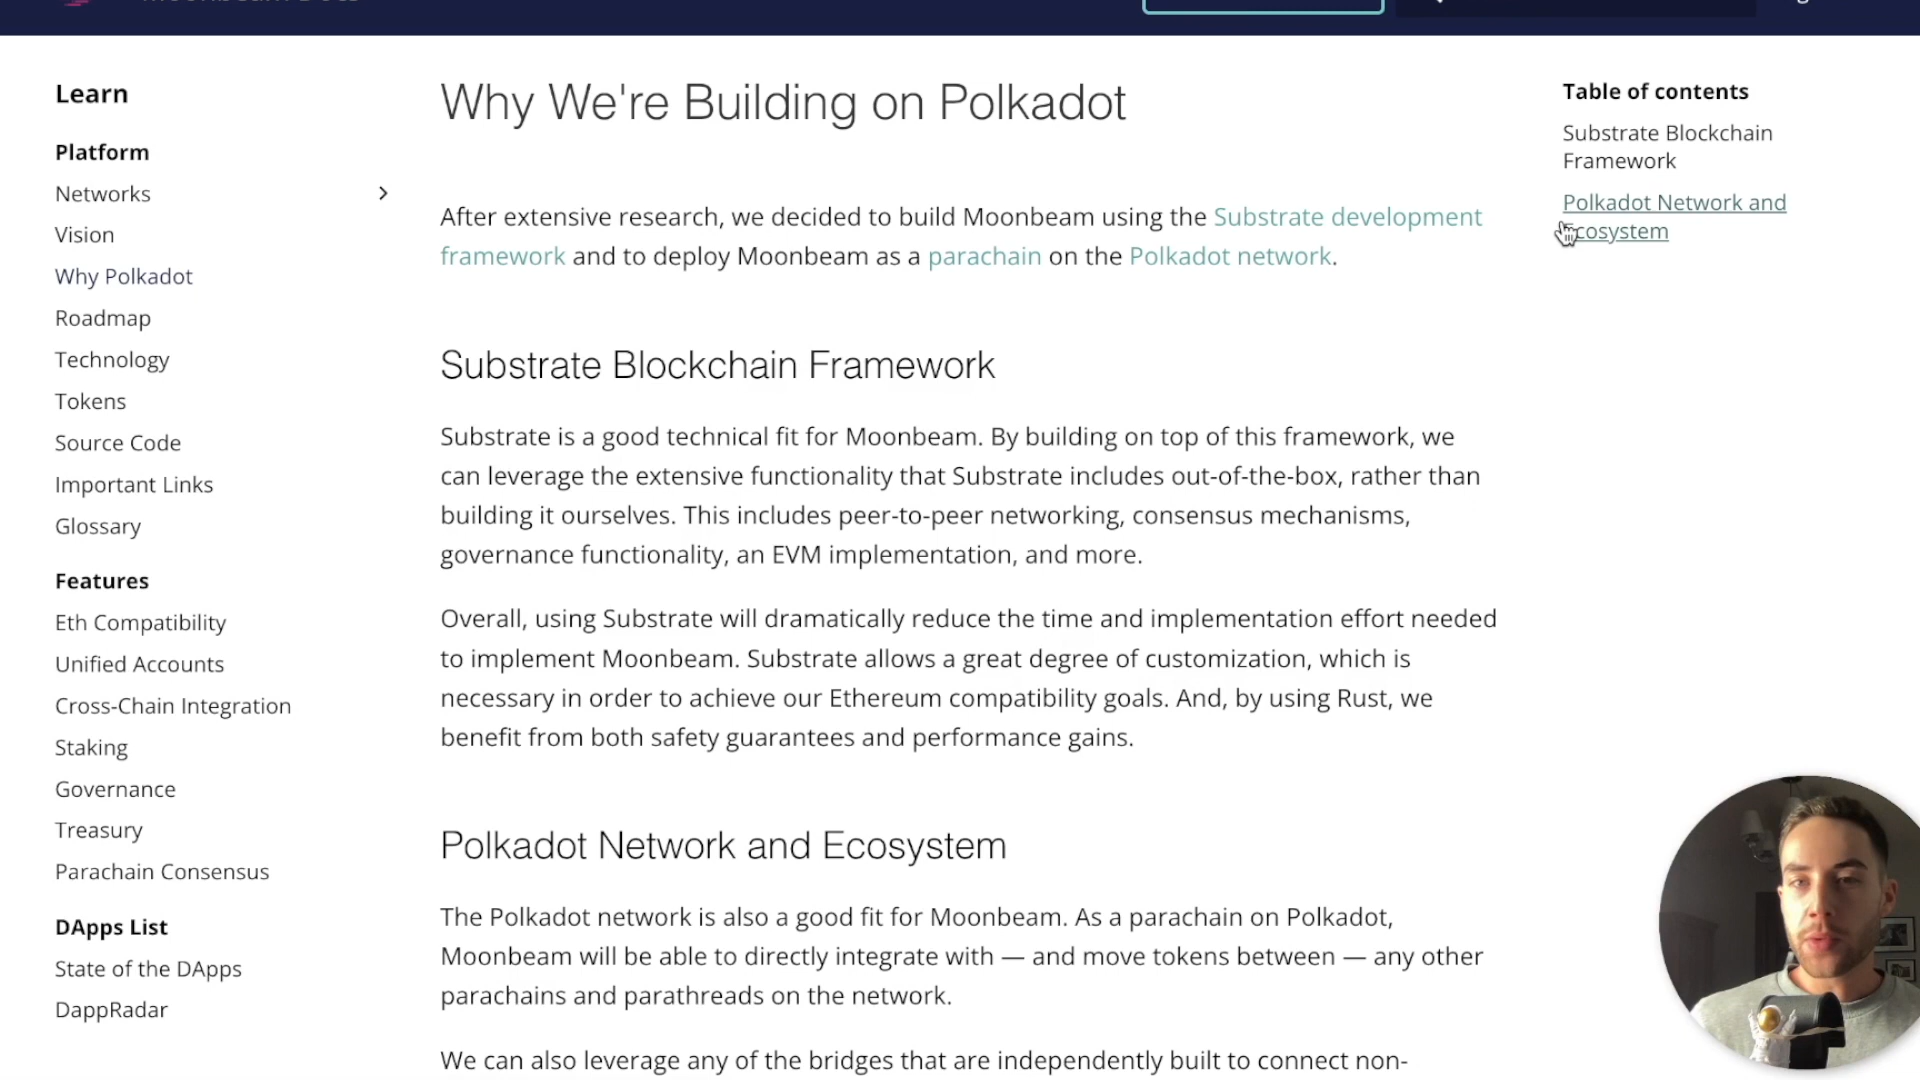 Learn
Platform
Networks
Vision
Why Polkadot
Roadmap
Technology
Tokens
Source Code
Important Links
Glossary
Features
Eth Compatibility
Unified Accounts
Cross-Chain Integration
Staking
Governance
Treasury
Parachain Consensus
DApps List
State of the DApps
DappRadar
Why We're Building on Polkadot
After extensive research, we decided to build Moonbeam using the Substrate development
framework and to deploy Moonbeam as a parachain on the Polkadot network.
Substrate Blockchain Framework
Substrate is a good technical fit for Moonbeam. By building on top of this framework, we
can leverage the extensive functionality that Substrate includes out-of-the-box, rather than
building it ourselves. This includes peer-to-peer networking, consensus mechanisms,
governance functionality, an EVM implementation, and more.
Overall, using Substrate will dramatically reduce the time and implementation effort needed
to implement Moonbeam. Substrate allows a great degree of customization, which is
necessary in order to achieve our Ethereum compatibility goals. And, by using Rust, we
benefit from both safety guarantees and performance gains.
Polkadot Network and Ecosystem
The Polkadot network is also a good fit for Moonbeam. As a parachain on Polkadot,
Moonbeam will be able to directly integrate with — and move tokens between — any other
parachains and parathreads on the network.
We can also leverage any of the bridges that are independently built to connect non-
Table of contents
Substrate Blockchain
Framework
Polkadot Network and
Ecosystem